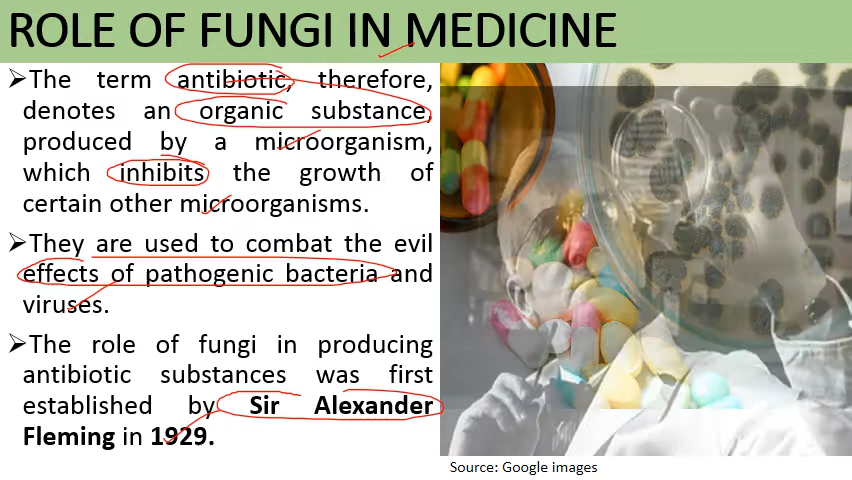 ROLE OF FUNGI IN MEDICINE
➢The term antibiotic, therefore,
denotes an organic substance,
produced by a microorganism,
which inhibits the growth of
certain other microorganisms.
➢They are used to combat the evil
effects of pathogenic bacteria and
viruses.
➢The role of fungi in producing
antibiotic substances was first
established by Sir Alexander
Fleming in 1929.
Source: Google images